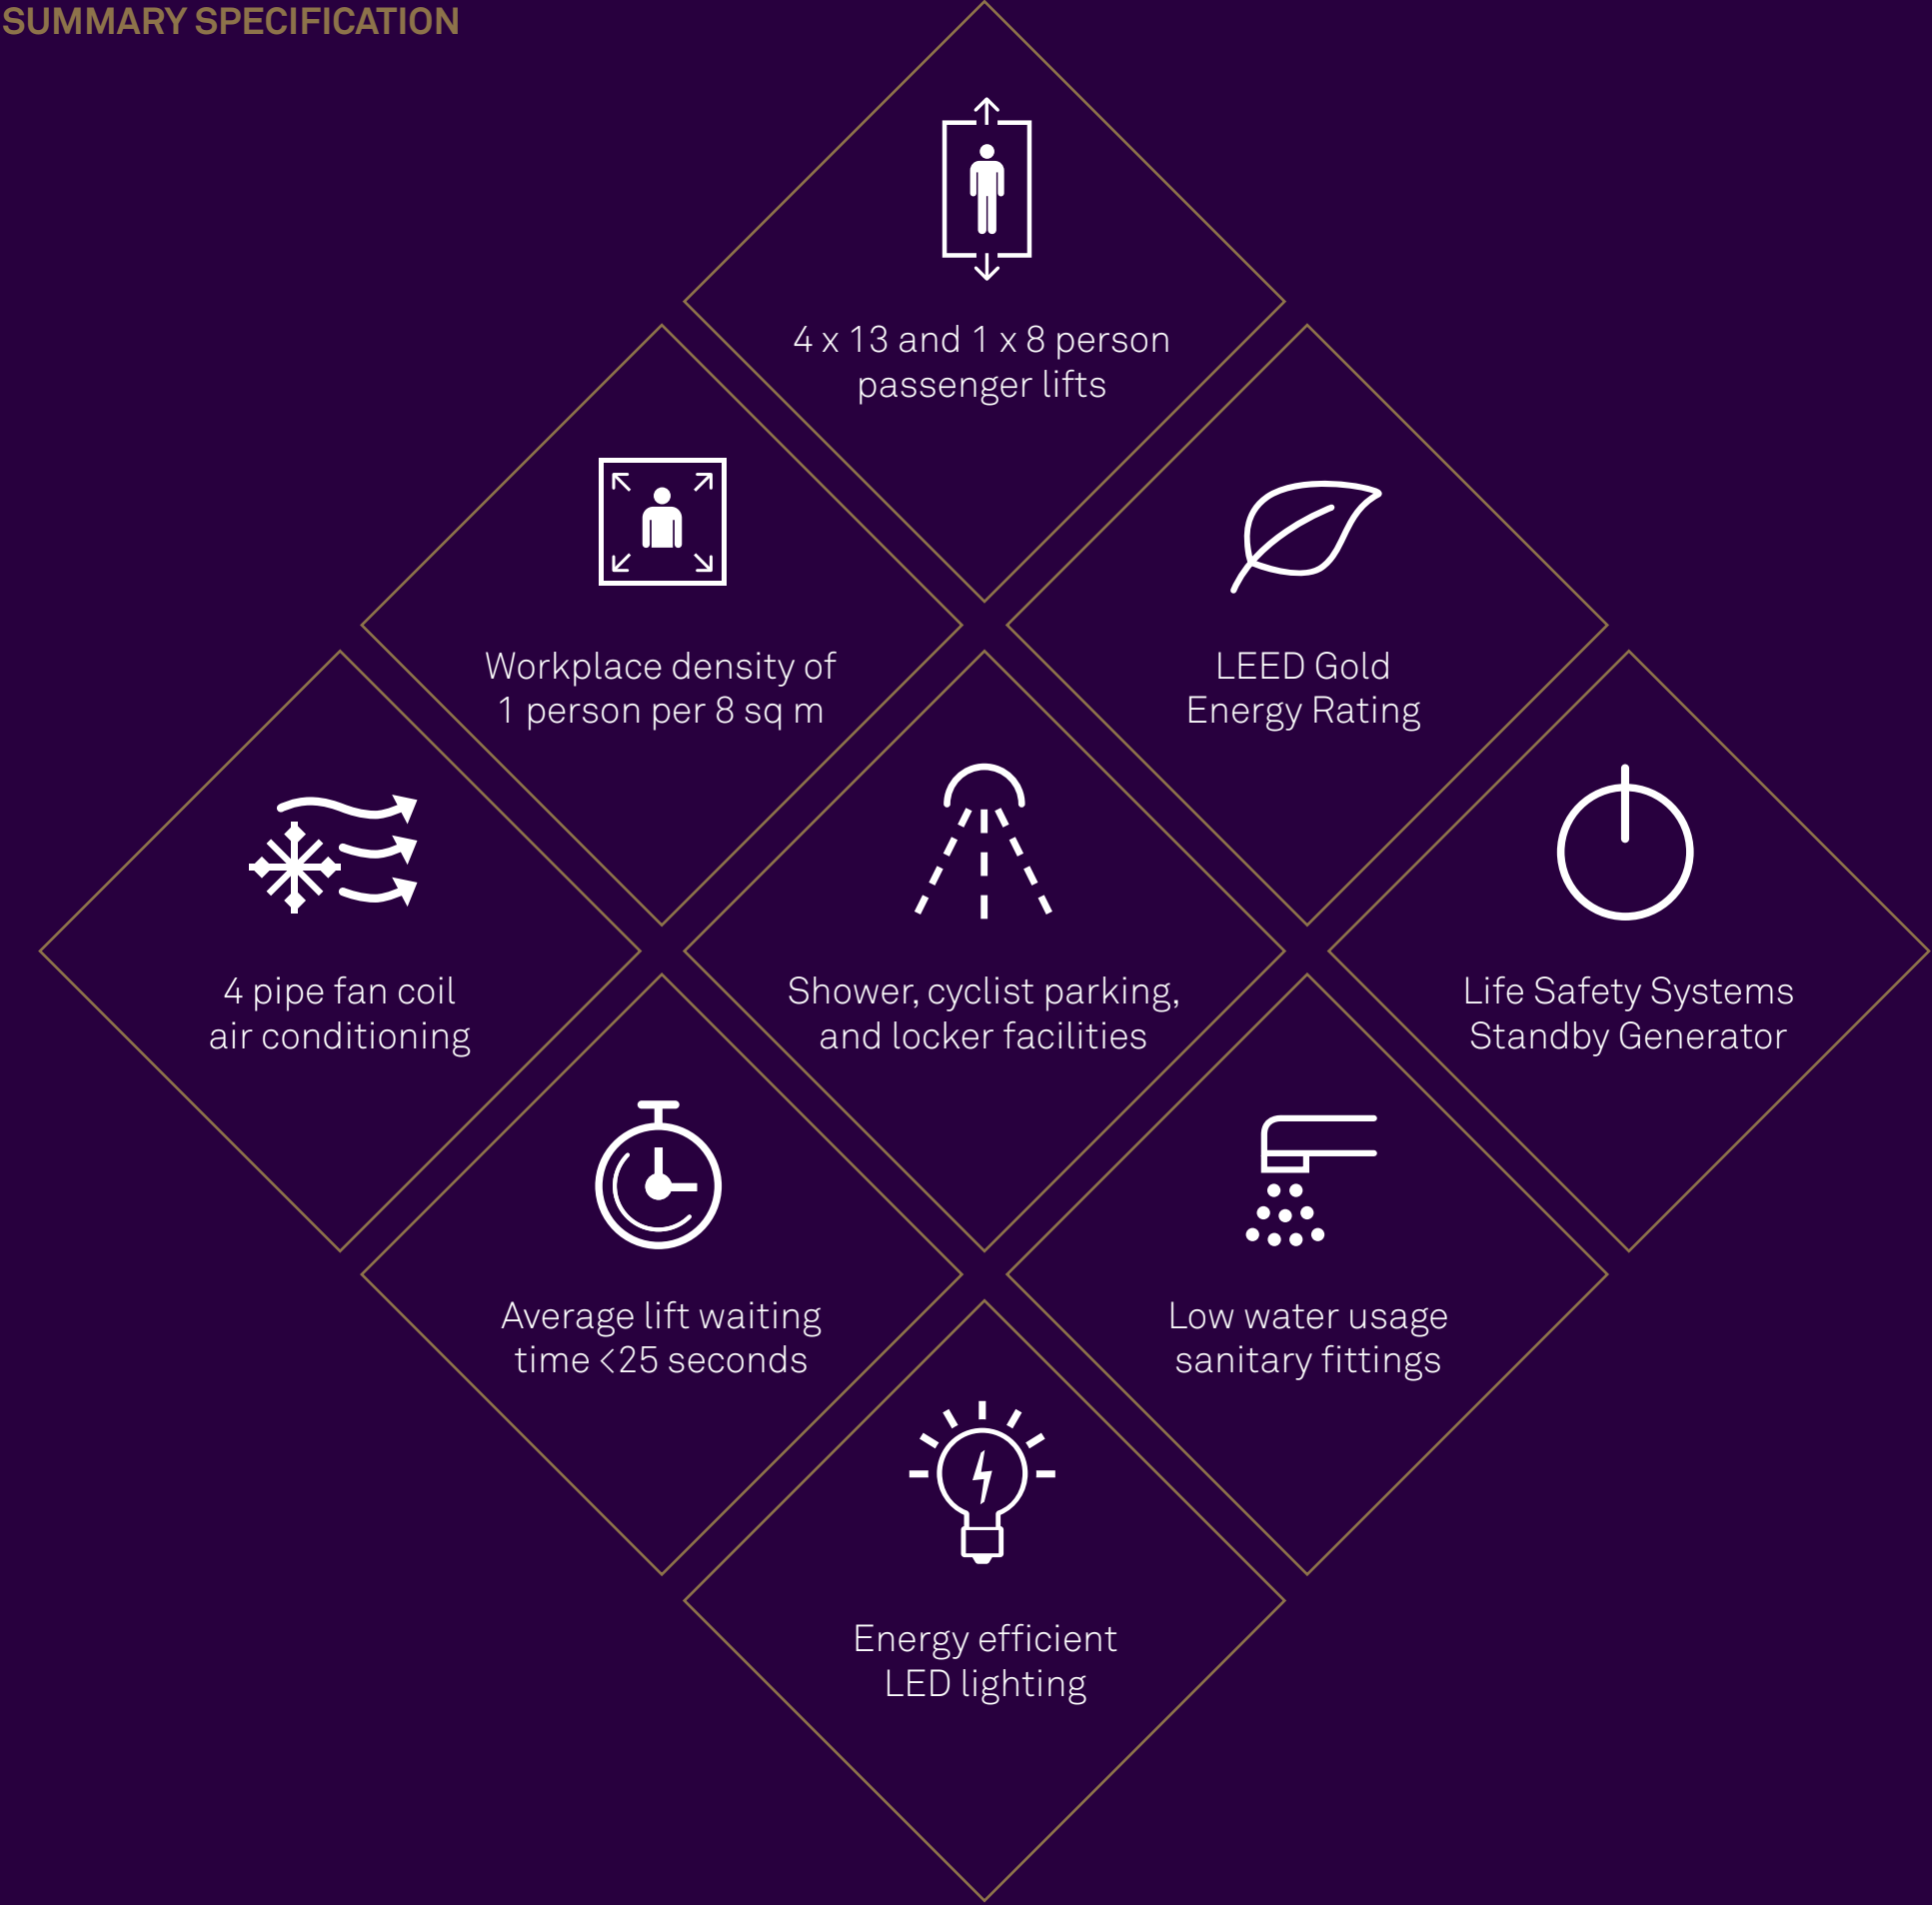 SUMMARY SPECIFICATION
4 x 13 and 1 x 8 person
passenger lifts
Workplace density of
1 person per 8 sq m
LEED Gold
Energy Rating
4 pipe fan coil
air conditioning
Shower, cyclist parking,
and locker facilities
Life Safety Systems
Standby Generator
Average lift waiting
time <25 seconds
Low water usage
sanitary fittings
Energy efficient
LED lighting